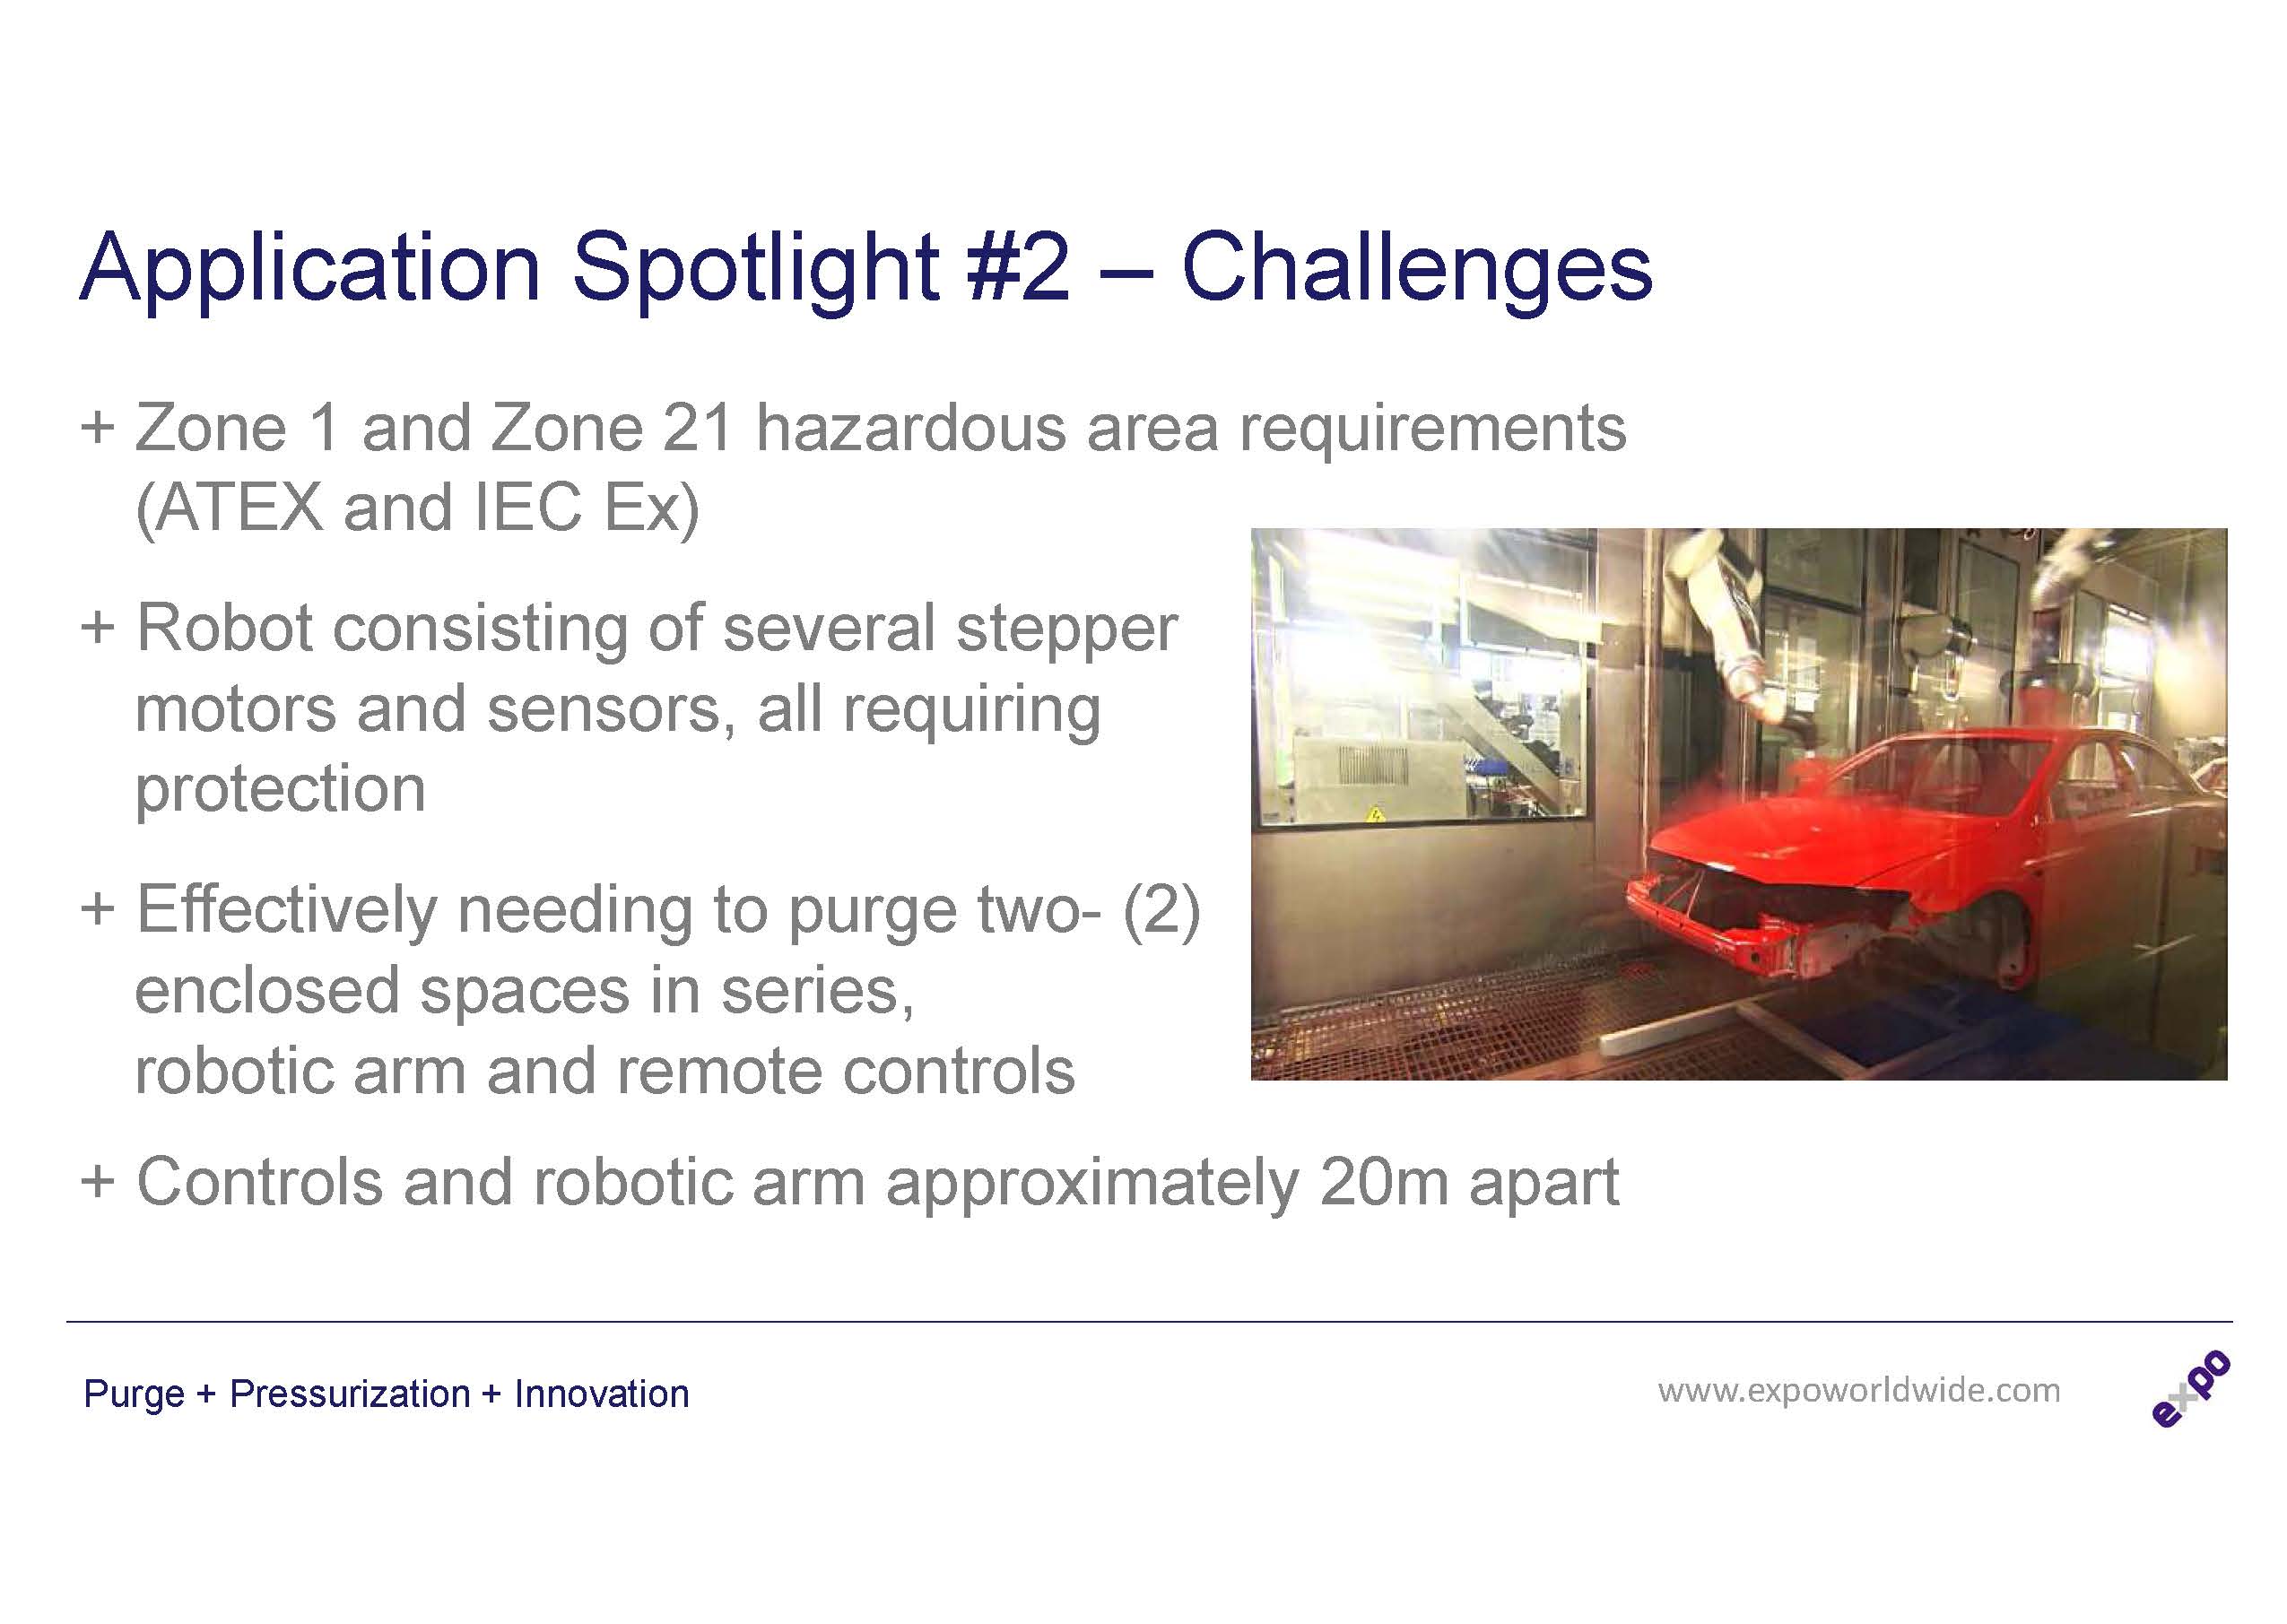 Application Spotlight #2 – Challenges
+ Zone 1 and Zone 21 hazardous area requirements
(ATEX and IEC Ex)
+ Robot consisting of several stepper
motors and sensors, all requiring
protection
+ Effectively needing to purge two- (2)
enclosed spaces in series,
robotic arm and remote controls
+ Controls and robotic arm approximately 20m apart
Purge + Pressurization + Innovation
www.expoworldwide.com
expo